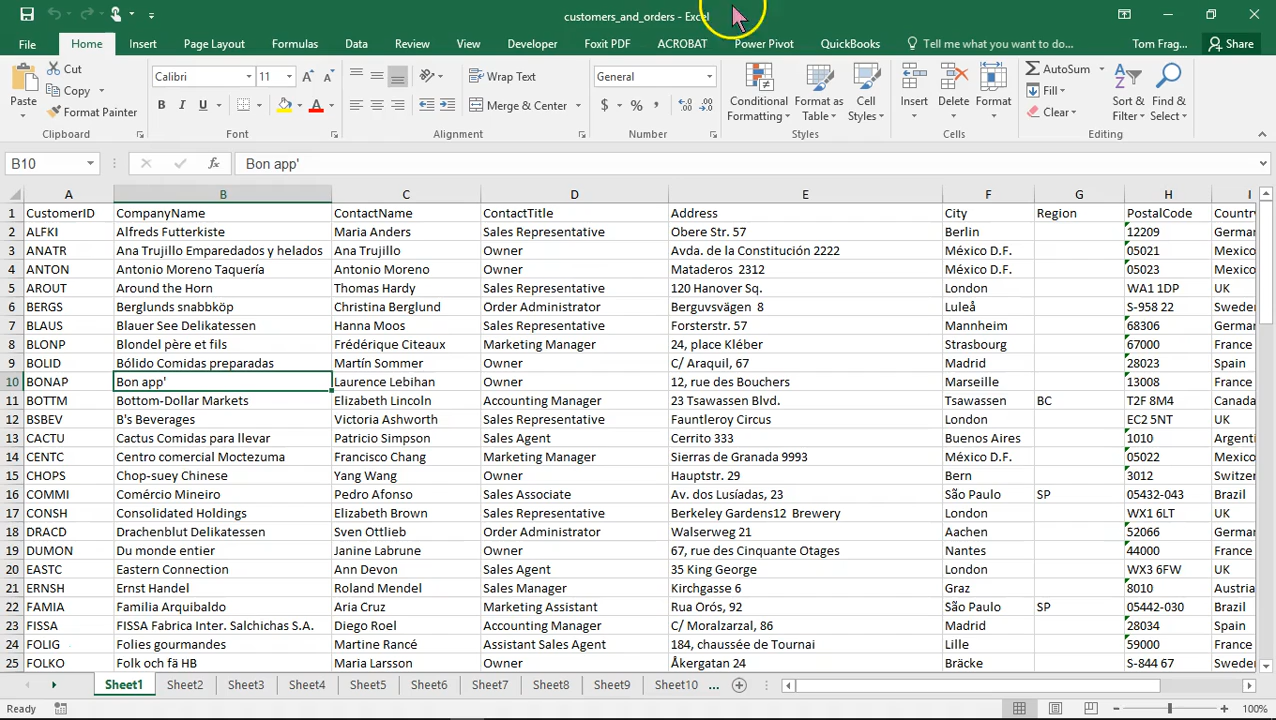 customers_and_orders - Excel
File Home Insert Page Layout Formulas Data Review View Developer Foxit PDF ACROBAT Power Pivot QuickBooks Tell me what you want to do... Tom Frag... Share
Paste Cut Copy Format Painter Clipboard
Calibri 11 A A B I U A Font
Wrap Text Merge & Center Alignment
General $ % , Number
Conditional Formatting Format as Table Cell Styles Styles
Insert Delete Format Cells
AutoSum Fill Clear Sort & Filter Find & Select Editing
B10 fx Bon app'
A B C D E F G H I
1 CustomerID CompanyName ContactName ContactTitle Address City Region PostalCode Countr
2 ALFKI Alfreds Futterkiste Maria Anders Sales Representative Obere Str. 57 Berlin 12209 German
3 ANATR Ana Trujillo Emparedados y helados Ana Trujillo Owner Avda. de la Constitución 2222 México D.F. 05021 Mexico
4 ANTON Antonio Moreno Taquería Antonio Moreno Owner Mataderos 2312 México D.F. 05023 Mexico
5 AROUT Around the Horn Thomas Hardy Sales Representative 120 Hanover Sq. London WA1 1DP UK
6 BERGS Berglunds snabbköp Christina Berglund Order Administrator Berguvsvägen 8 Luleå S-958 22 Sweden
7 BLAUS Blauer See Delikatessen Hanna Moos Sales Representative Forsterstr. 57 Mannheim 68306 German
8 BLONP Blondel père et fils Frédérique Citeaux Marketing Manager 24, place Kléber Strasbourg 67000 France
9 BOLID Bólido Comidas preparadas Martín Sommer Owner C/ Araquil, 67 Madrid 28023 Spain
10 BONAP Bon app' Laurence Lebihan Owner 12, rue des Bouchers Marseille 13008 France
11 BOTTM Bottom-Dollar Markets Elizabeth Lincoln Accounting Manager 23 Tsawassen Blvd. Tsawassen BC T2F 8M4 Canada
12 BSBEV B's Beverages Victoria Ashworth Sales Representative Fauntleroy Circus London EC2 5NT UK
13 CACTU Cactus Comidas para llevar Patricio Simpson Sales Agent Cerrito 333 Buenos Aires 1010 Argenti
14 CENTC Centro comercial Moctezuma Francisco Chang Marketing Manager Sierras de Granada 9993 México D.F. 05022 Mexico
15 CHOPS Chop-suey Chinese Yang Wang Owner Hauptstr. 29 Bern 3012 Switzer
16 COMMI Comércio Mineiro Pedro Afonso Sales Associate Av. dos Lusíadas, 23 São Paulo SP 05432-043 Brazil
17 CONSH Consolidated Holdings Elizabeth Brown Sales Representative Berkeley Gardens12 Brewery London WX1 6LT UK
18 DRACD Drachenblut Delikatessen Sven Ottlieb Order Administrator Walserweg 21 Aachen 52066 German
19 DUMON Du monde entier Janine Labrune Owner 67, rue des Cinquante Otages Nantes 44000 France
20 EASTC Eastern Connection Ann Devon Sales Agent 35 King George London WX3 6FW UK
21 ERNSH Ernst Handel Roland Mendel Sales Manager Kirchgasse 6 Graz 8010 Austria
22 FAMIA Familia Arquibaldo Aria Cruz Marketing Assistant Rua Orós, 92 São Paulo SP 05442-030 Brazil
23 FISSA FISSA Fabrica Inter. Salchichas S.A. Diego Roel Accounting Manager C/ Moralzarzal, 86 Madrid 28034 Spain
24 FOLIG Folies gourmandes Martine Rancé Assistant Sales Agent 184, chaussée de Tournai Lille 59000 France
25 FOLKO Folk och fä HB Maria Larsson Owner Åkergatan 24 Bräcke S-844 67 Sweden
Sheet1 Sheet2 Sheet3 Sheet4 Sheet5 Sheet6 Sheet7 Sheet8 Sheet9 Sheet10 ...
Ready 100%